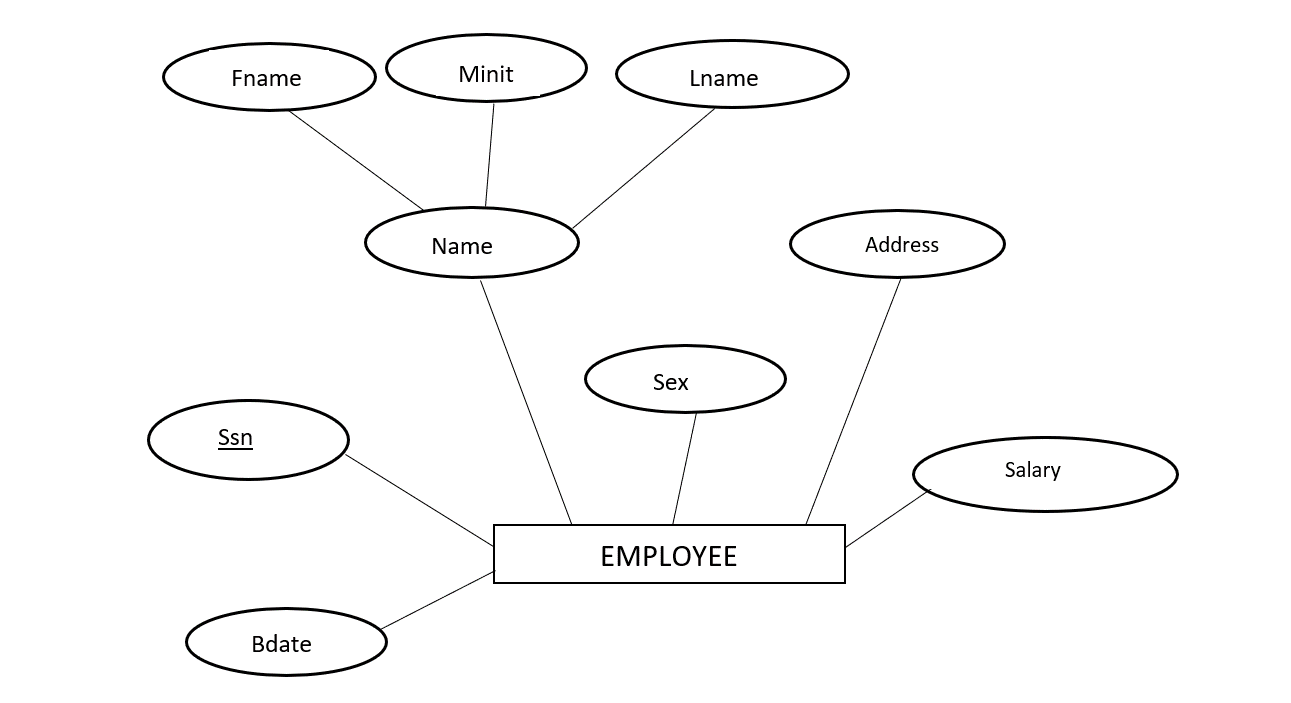 Fname
Minit
Lname
Name
Address
Sex
Ssn
Salary
EMPLOYEE
Bdate